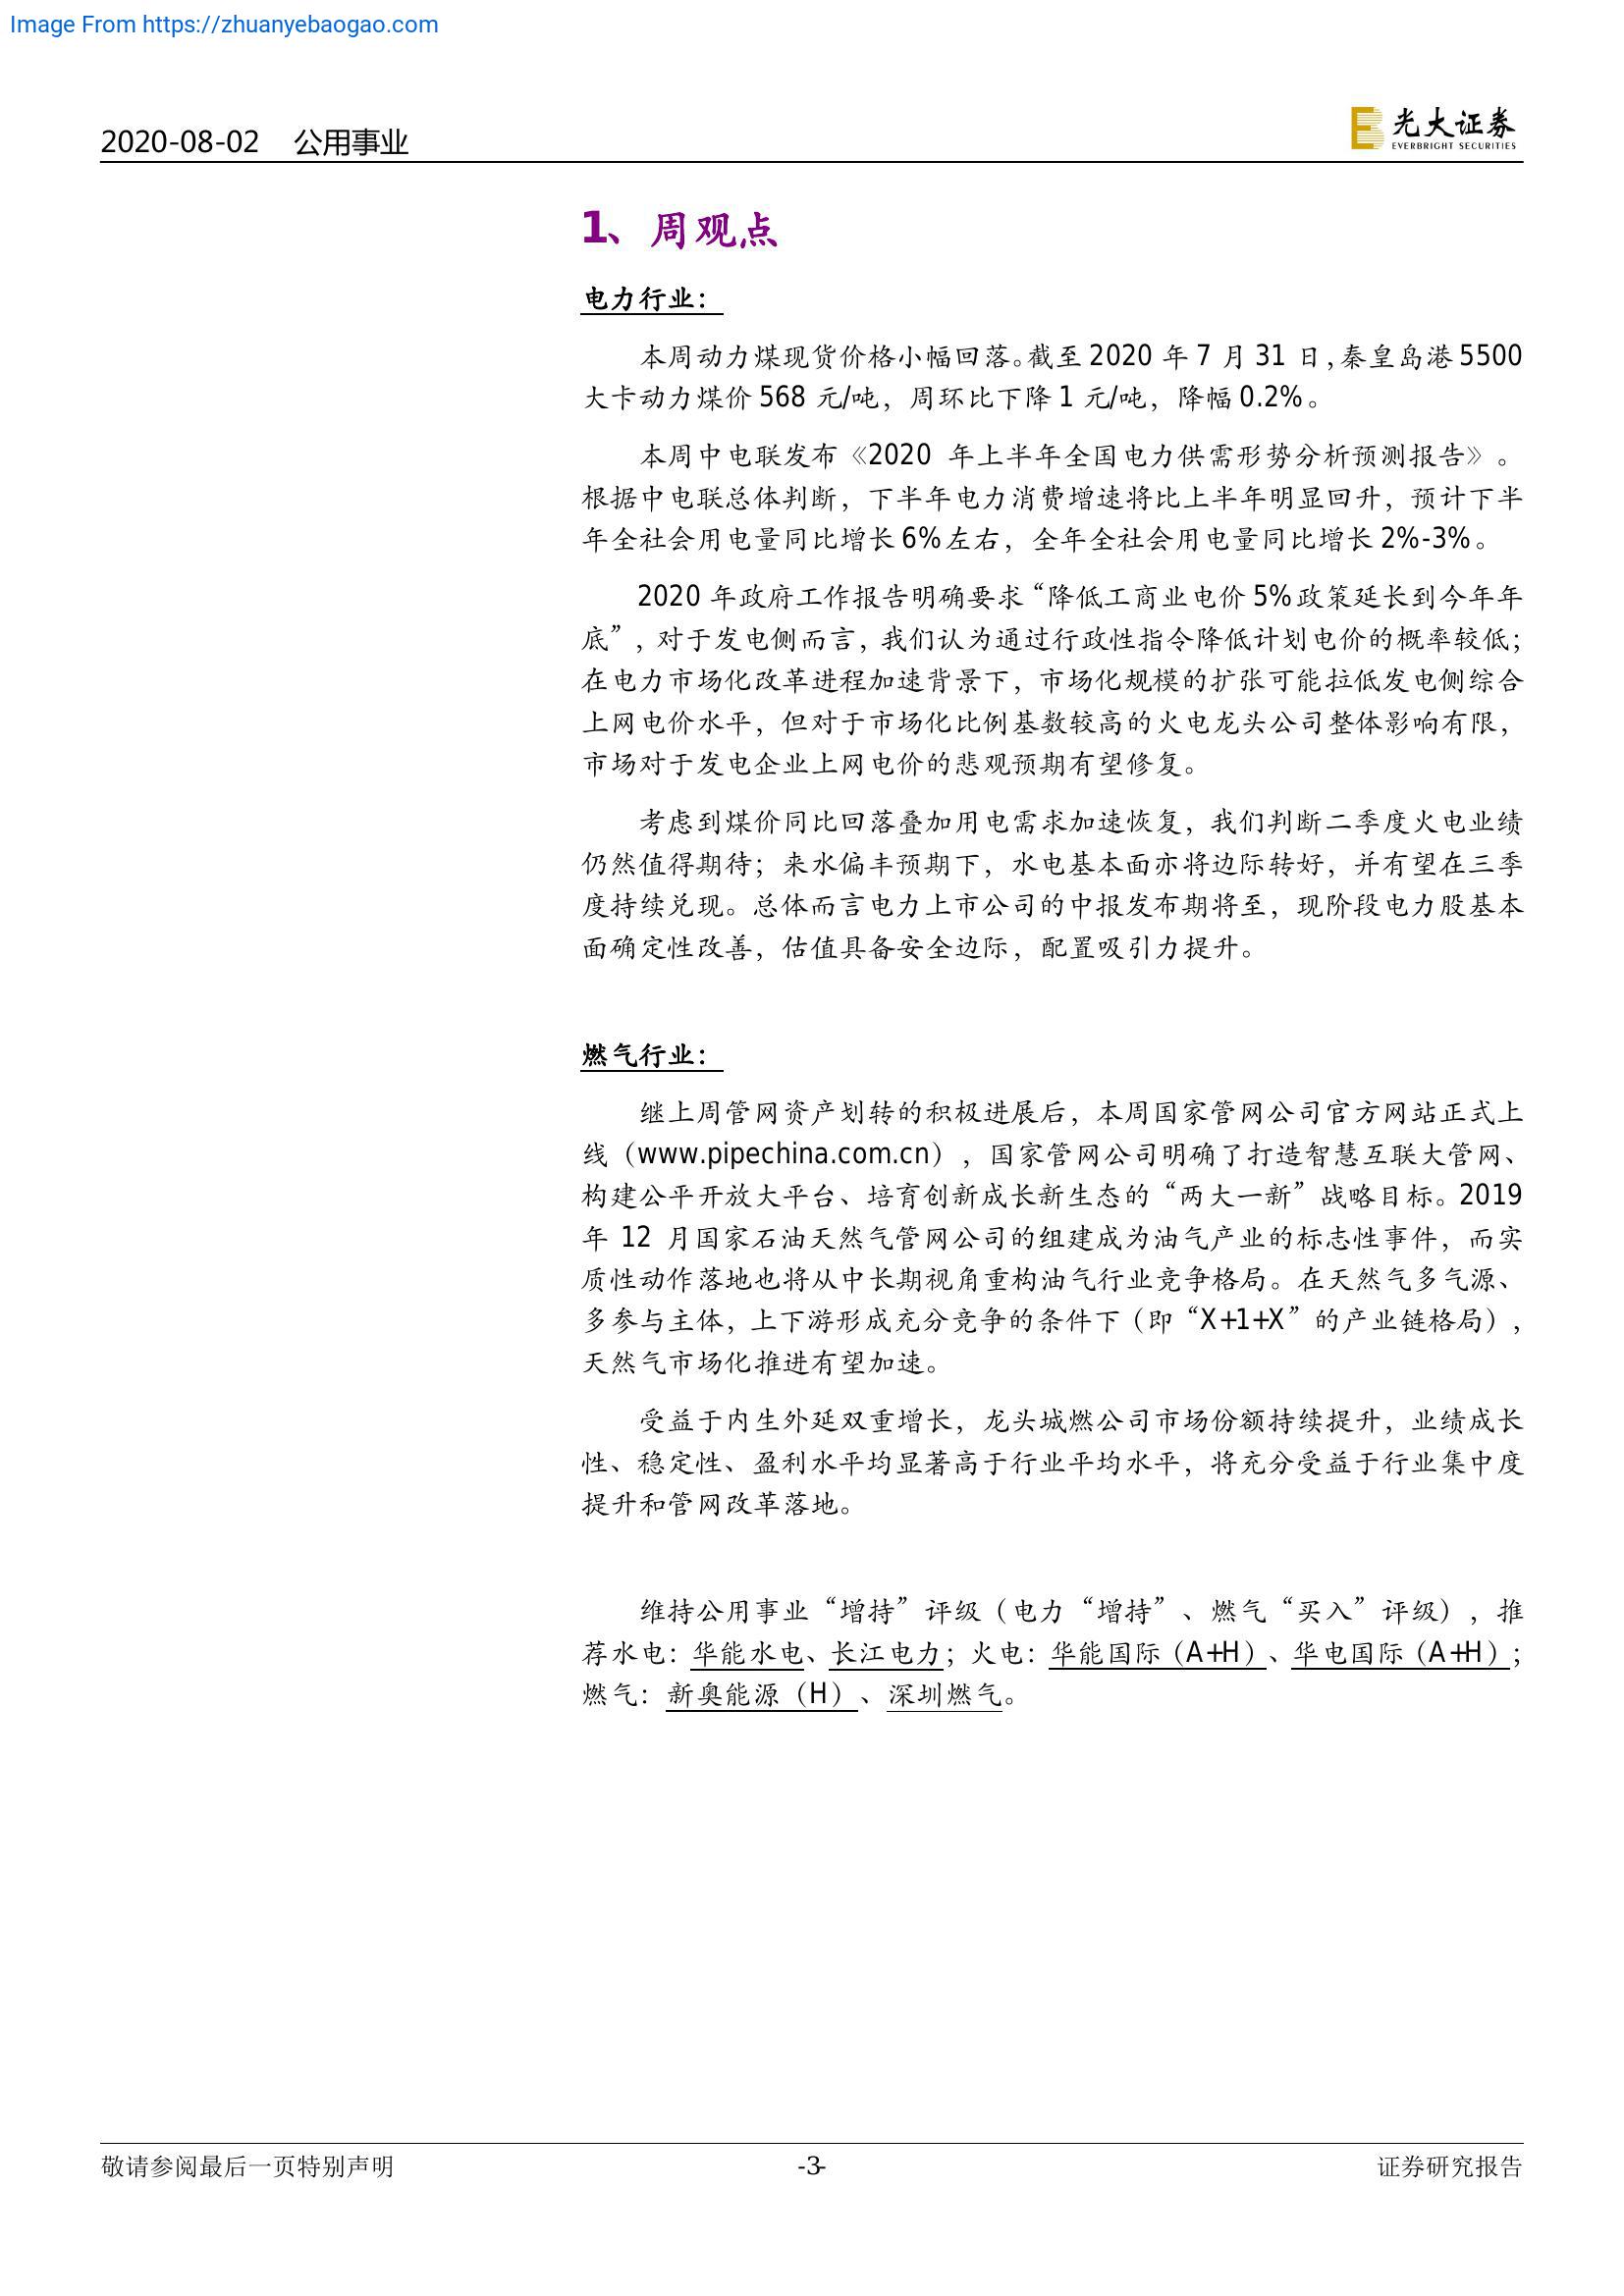 Image From https://zhuanyebaogao.com
2020-08-02 公用事业
光大证券
EVERBRIGHT SECURITIES
1、周观点
电力行业：
本周动力煤现货价格小幅回落。截至 2020 年 7 月 31 日，秦皇岛港 5500
大卡动力煤价 568 元/吨，周环比下降 1 元/吨，降幅 0.2%。
本周中电联发布《2020 年上半年全国电力供需形势分析预测报告》。
根据中电联总体判断，下半年电力消费增速将比上半年明显回升，预计下半
年全社会用电量同比增长 6%左右，全年全社会用电量同比增长 2%-3%。
2020 年政府工作报告明确要求“降低工商业电价 5%政策延长到今年年
底”，对于发电侧而言，我们认为通过行政性指令降低计划电价的概率较低；
在电力市场化改革进程加速背景下，市场化规模的扩张可能拉低发电侧综合
上网电价水平，但对于市场化比例基数较高的火电龙头公司整体影响有限，
市场对于发电企业上网电价的悲观预期有望修复。
考虑到煤价同比回落叠加用电需求加速恢复，我们判断二季度火电业绩
仍然值得期待；来水偏丰预期下，水电基本面亦将边际转好，并有望在三季
度持续兑现。总体而言电力上市公司的中报发布期将至，现阶段电力股基本
面确定性改善，估值具备安全边际，配置吸引力提升。
燃气行业：
继上周管网资产划转的积极进展后，本周国家管网公司官方网站正式上
线（www.pipechina.com.cn），国家管网公司明确了打造智慧互联大管网、
构建公平开放大平台、培育创新成长新生态的“两大一新”战略目标。2019
年 12 月国家石油天然气管网公司的组建成为油气产业的标志性事件，而实
质性动作落地也将从中长期视角重构油气行业竞争格局。在天然气多气源、
多参与主体，上下游形成充分竞争的条件下（即“X+1+X”的产业链格局），
天然气市场化推进有望加速。
受益于内生外延双重增长，龙头城燃公司市场份额持续提升，业绩成长
性、稳定性、盈利水平均显著高于行业平均水平，将充分受益于行业集中度
提升和管网改革落地。
维持公用事业“增持”评级（电力“增持”、燃气“买入”评级），推
荐水电：华能水电、长江电力；火电：华能国际（A+H）、华电国际（A+H）；
燃气：新奥能源（H）、深圳燃气。
敬请参阅最后一页特别声明 -3- 证券研究报告